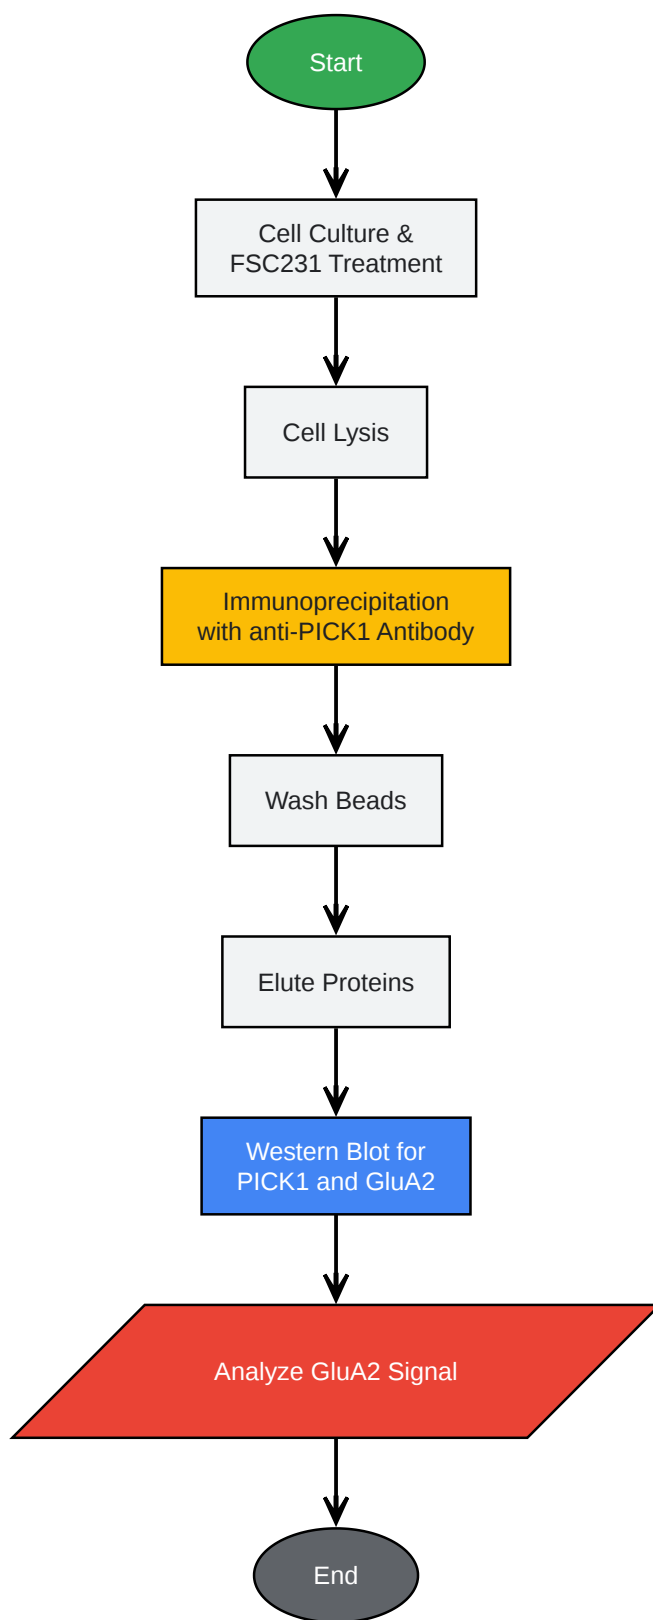 Start
Cell Culture &
FSC231 Treatment
Cell Lysis
Immunoprecipitation
with anti-PICK1 Antibody
Wash Beads
Elute Proteins
Western Blot for
PICK1 and GluA2
Analyze GluA2 Signal
End